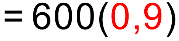 = 600(0,9)